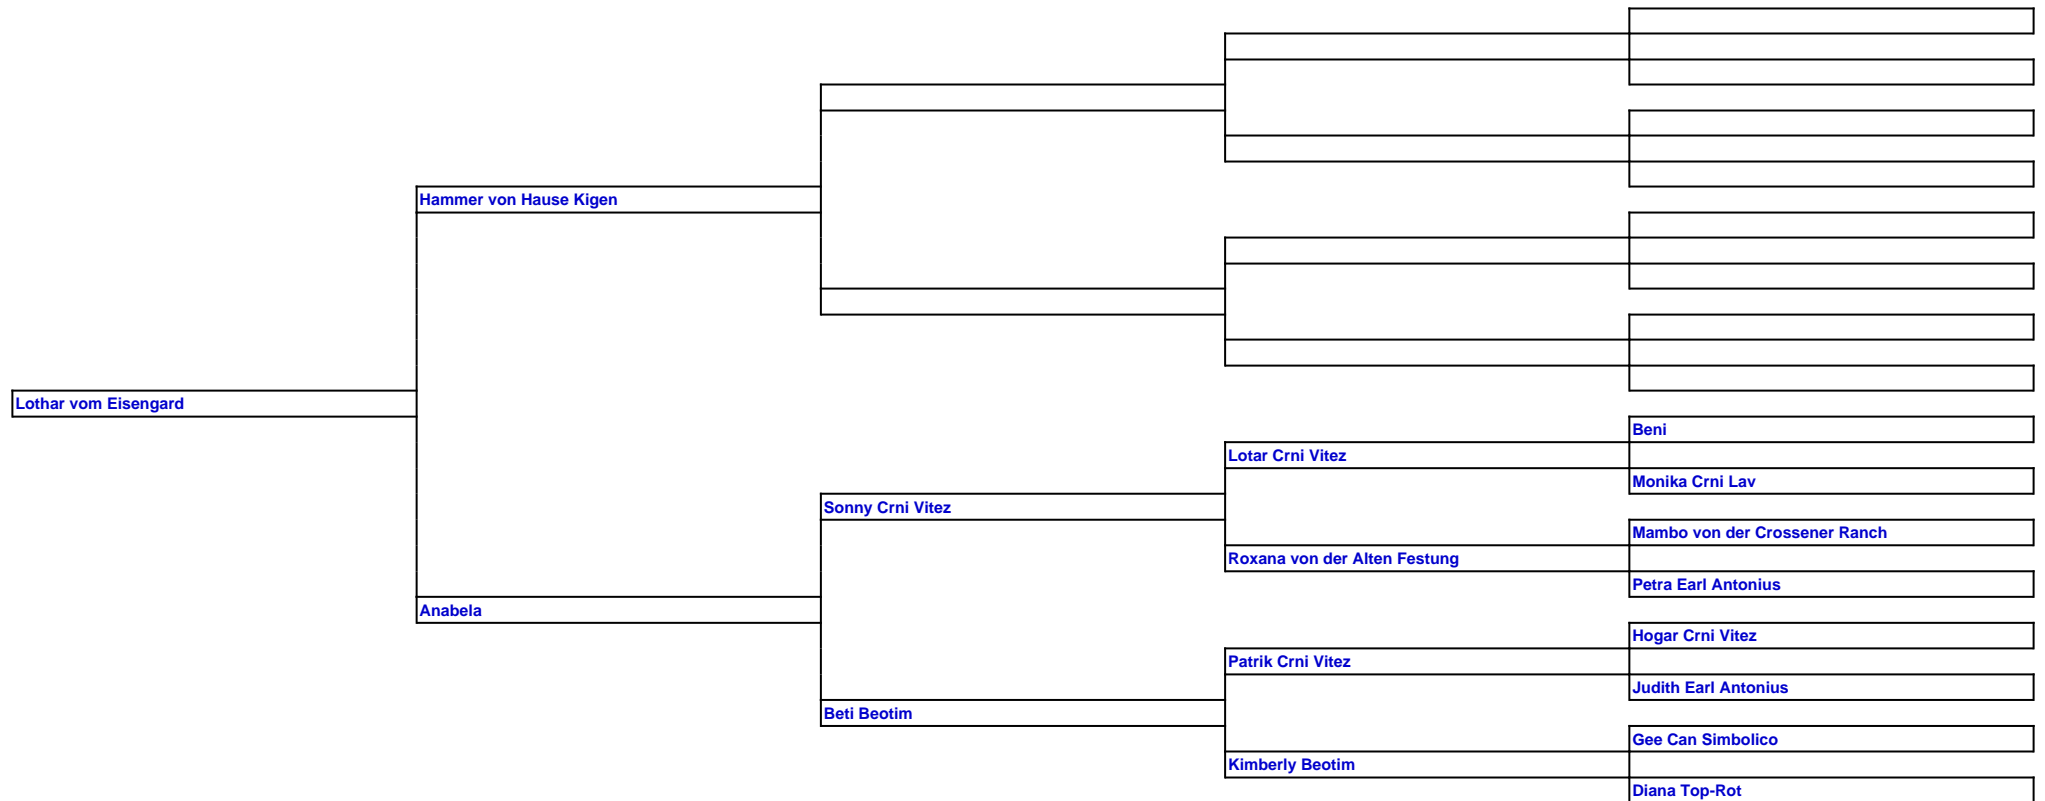 Hammer von Hause Kigen
Lothar vom Eisengard
Beni
Lotar Crni Vitez
Monika Crni Lav
Sonny Crni Vitez
Mambo von der Crossener Ranch
Roxana von der Alten Festung
Petra Earl Antonius
Anabela
Hogar Crni Vitez
Patrik Crni Vitez
Judith Earl Antonius
Beti Beotim
Gee Can Simbolico
Kimberly Beotim
Diana Top-Rot